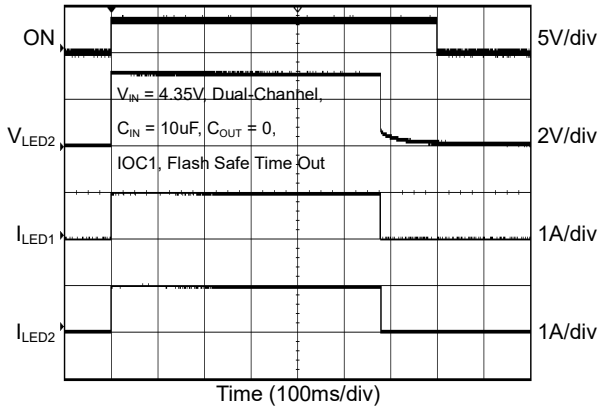 ON
5V/div
V_IN = 4.35V, Dual-Channel,
C_IN = 10uF, C_OUT = 0,
IOC1, Flash Safe Time Out
V_LED2
2V/div
I_LED1
1A/div
I_LED2
1A/div
Time (100ms/div)